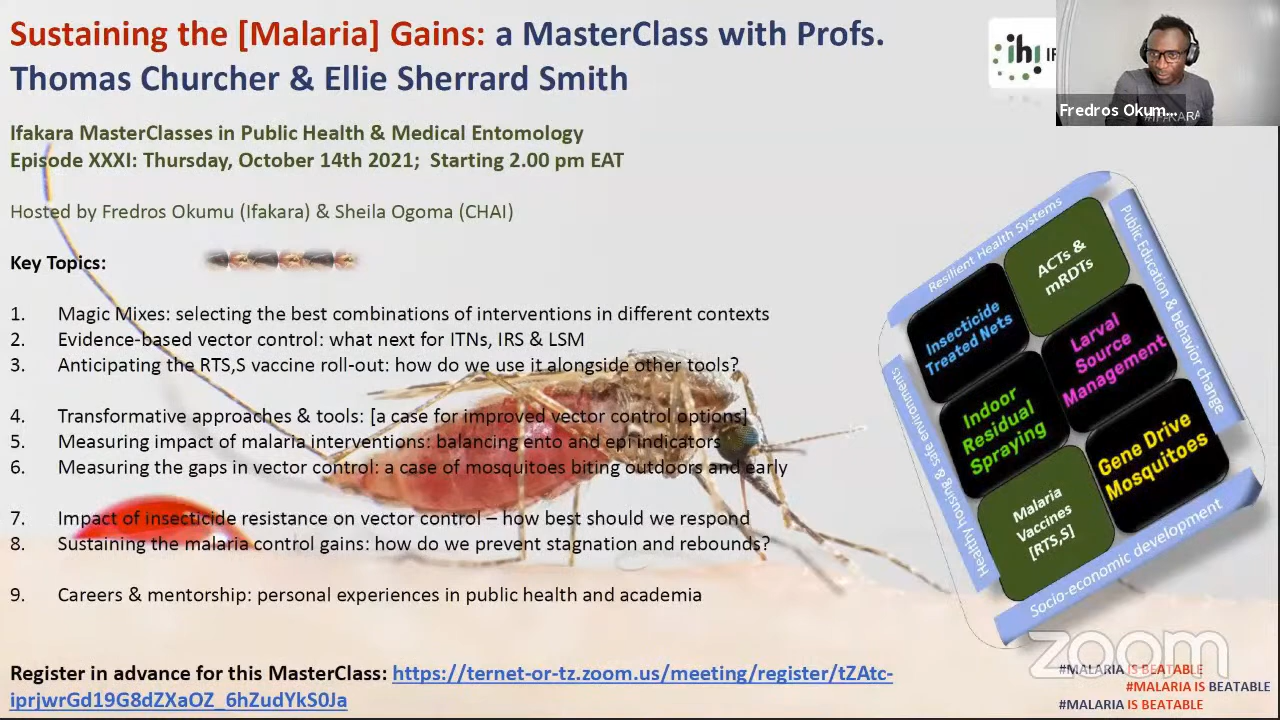 Sustaining the [Malaria] Gains: a MasterClass with Profs.
Thomas Churcher & Ellie Sherrard Smith
ihi
Fredros Okum...
Ifakara MasterClasses in Public Health & Medical Entomology
Episode XXXI: Thursday, October 14th 2021; Starting 2.00 pm EAT
Hosted by Fredros Okumu (Ifakara) & Sheila Ogoma (CHAI)
Key Topics:
1. Magic Mixes: selecting the best combinations of interventions in different contexts
2. Evidence-based vector control: what next for ITNs, IRS & LSM
3. Anticipating the RTS,S vaccine roll-out: how do we use it alongside other tools?
4. Transformative approaches & tools: [a case for improved vector control options]
5. Measuring impact of malaria interventions: balancing ento and epi indicators
6. Measuring the gaps in vector control: a case of mosquitoes biting outdoors and early
7. Impact of insecticide resistance on vector control – how best should we respond
8. Sustaining the malaria control gains: how do we prevent stagnation and rebounds?
9. Careers & mentorship: personal experiences in public health and academia
Register in advance for this MasterClass: https://ternet-or-tz.zoom.us/meeting/register/tZAtc-
iprjwrGd19G8dZXaOZ_6hZudYkS0Ja
Resilient Health Systems
Public Education & behavior change
Healthy housing & safe environments
Socio-economic development
ACTs &
mRDTs
Insecticide
Treated Nets
Larval
Source
Management
Indoor
Residual
Spraying
Gene Drive
Mosquitoes
Malaria
Vaccines
[RTS,S]
zoom
#MALARIA IS BEATABLE
#MALARIA IS BEATABLE
#MALARIA IS BEATABLE